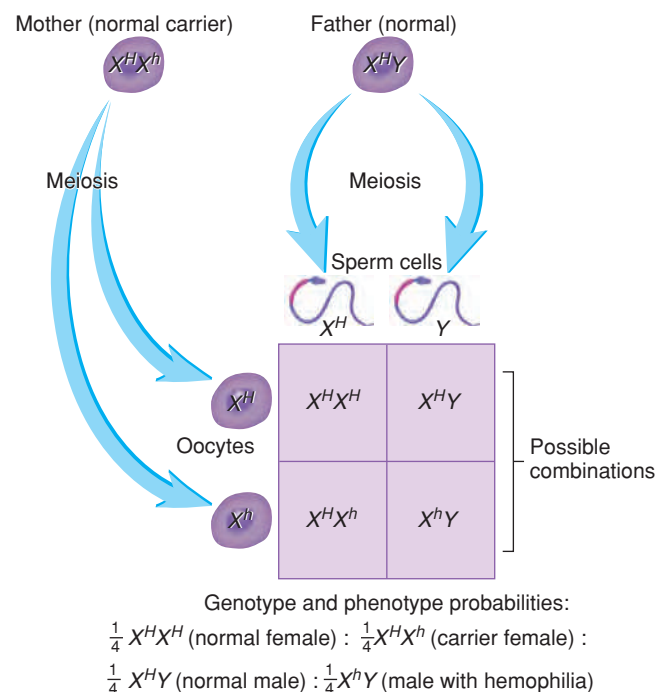 Mother (normal carrier)
Father (normal)
XᴴXʰ
XᴴY
Meiosis
Meiosis
Sperm cells
Xᴴ
Y
Xᴴ
XᴴXᴴ
XᴴY
Oocytes
Possible
combinations
Xʰ
XᴴXʰ
XʰY
Genotype and phenotype probabilities:
1/4 XᴴXᴴ (normal female) : 1/4 XᴴXʰ (carrier female) :
1/4 XᴴY (normal male) : 1/4 XʰY (male with hemophilia)